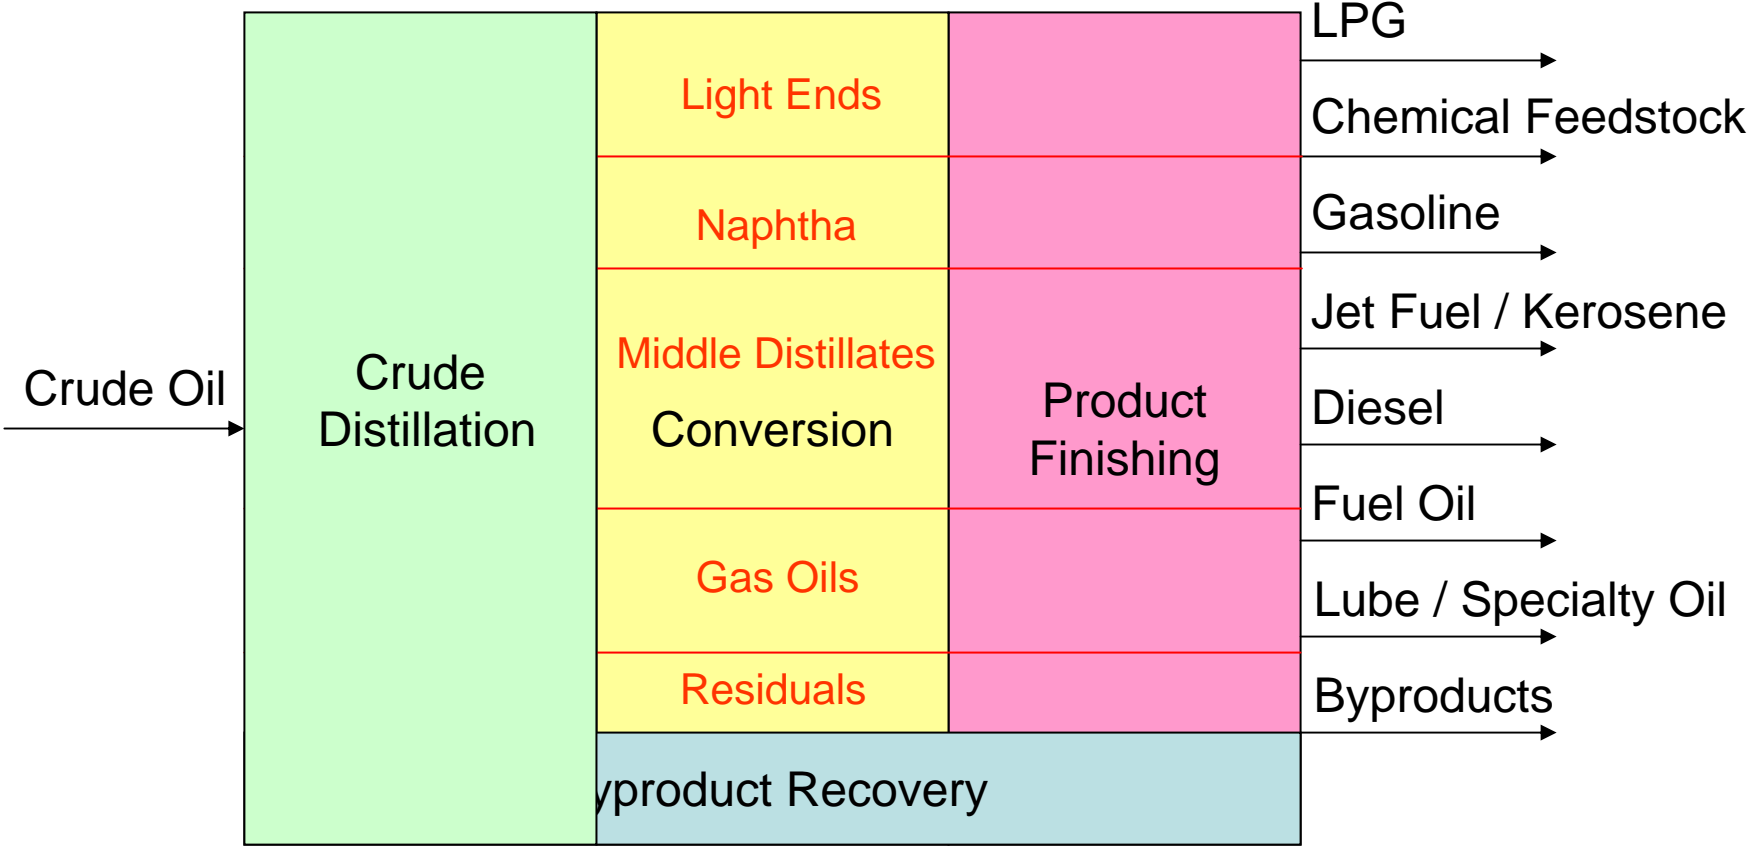 Crude Oil
Crude
Distillation
Light Ends
Naphtha
Middle Distillates
Conversion
Gas Oils
Residuals
Product
Finishing
yproduct Recovery
LPG
Chemical Feedstock
Gasoline
Jet Fuel / Kerosene
Diesel
Fuel Oil
Lube / Specialty Oil
Byproducts